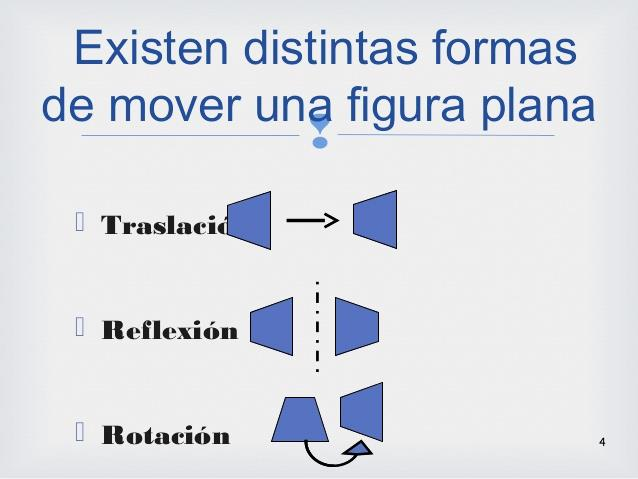 Existen distintas formas
de mover una figura plana
Traslació
Reflexión
Rotación
4